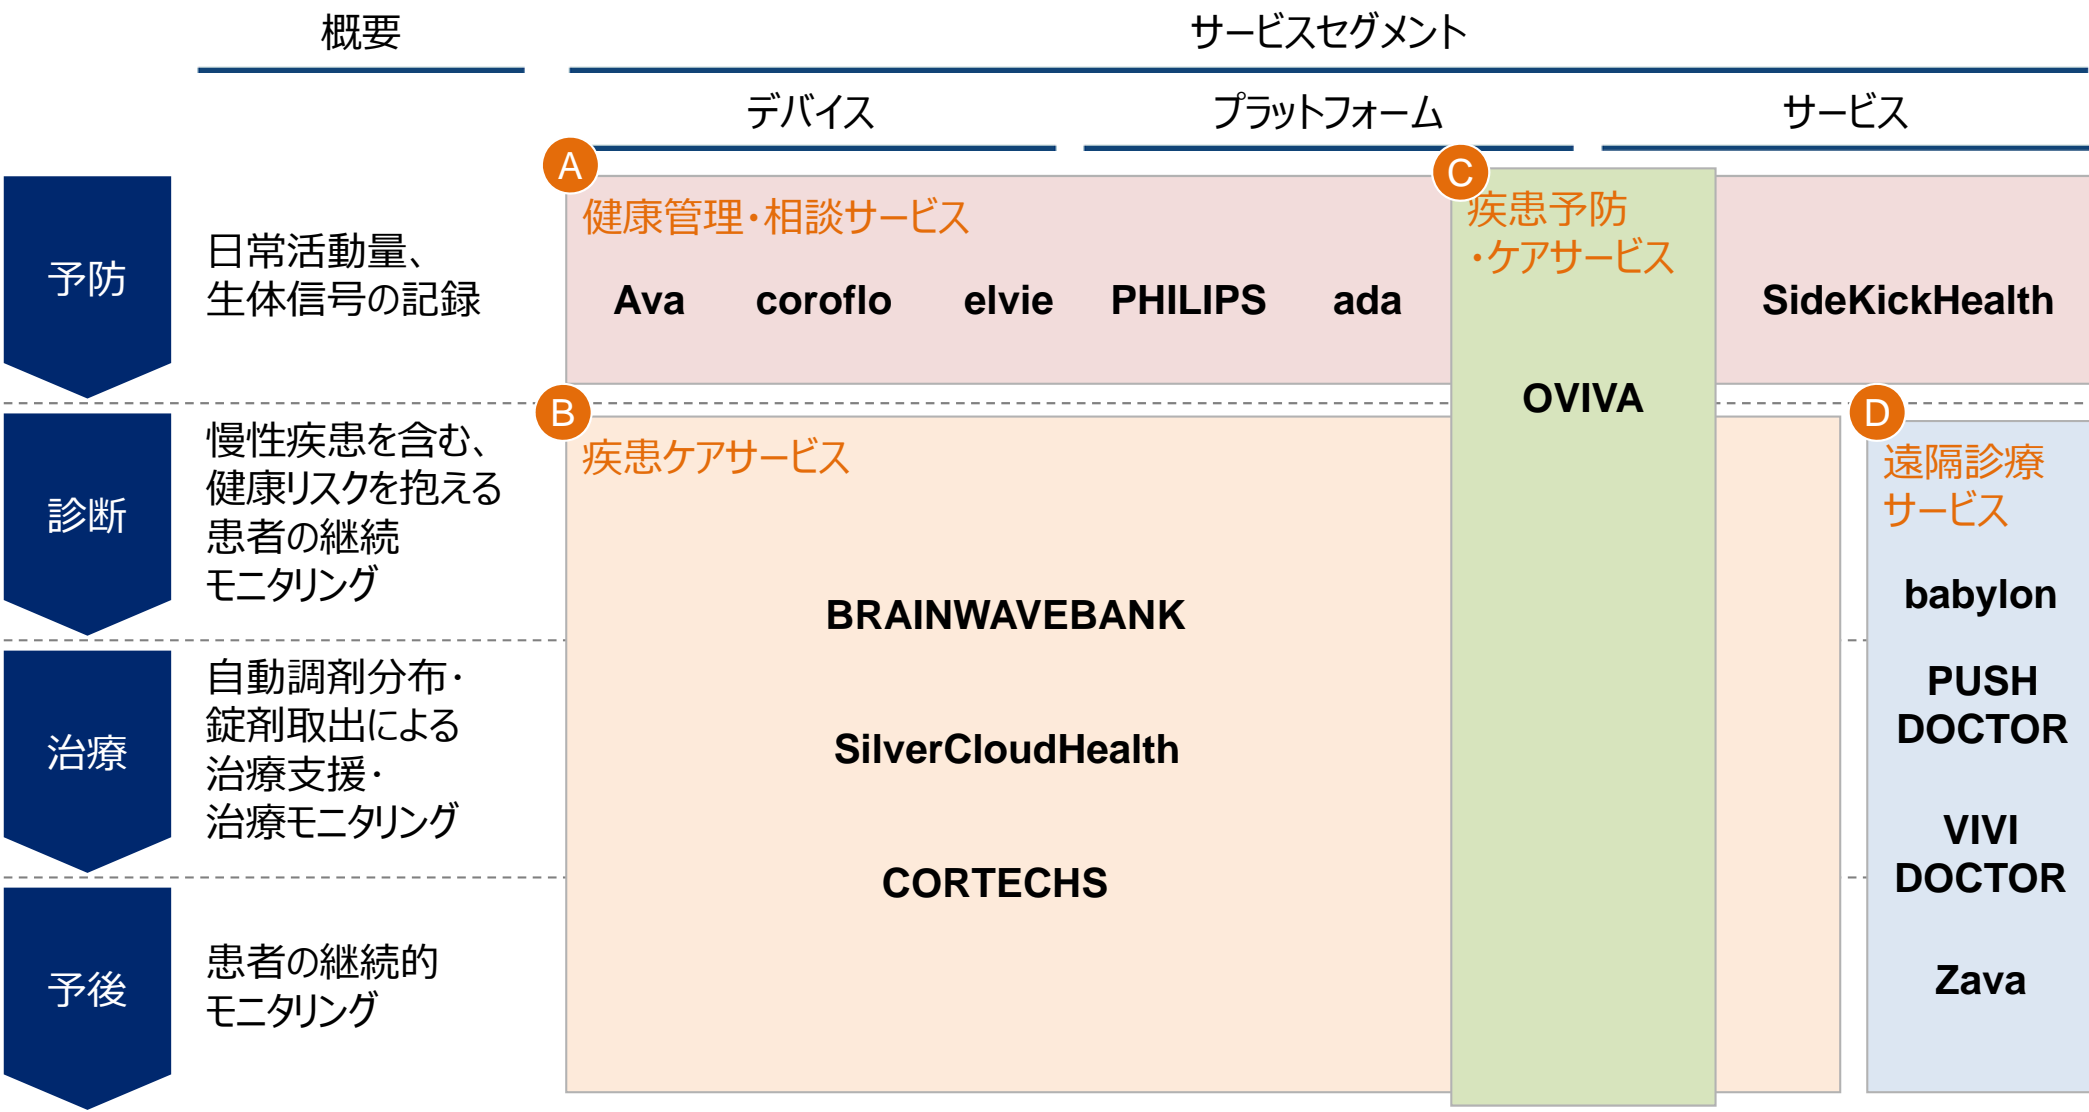 概要
サービスセグメント
デバイス
プラットフォーム
サービス
A
健康管理・相談サービス
Ava
coroflo
elvie
PHILIPS
ada
SideKickHealth
C
疾患予防
・ケアサービス
OVIVA
予防
日常活動量、
生体信号の記録
B
疾患ケアサービス
BRAINWAVEBANK
SilverCloudHealth
CORTECHS
D
遠隔診療
サービス
babylon
PUSH
DOCTOR
VIVI
DOCTOR
Zava
診断
慢性疾患を含む、
健康リスクを抱える
患者の継続
モニタリング
治療
自動調剤分布・
錠剤取出による
治療支援・
治療モニタリング
予後
患者の継続的
モニタリング